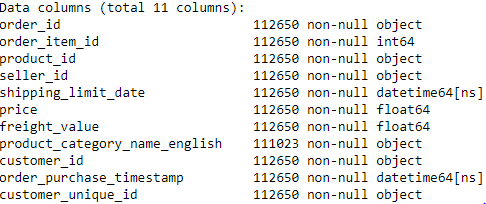 Data columns (total 11 columns):
order_id 112650 non-null object
order_item_id 112650 non-null int64
product_id 112650 non-null object
seller_id 112650 non-null object
shipping_limit_date 112650 non-null datetime64[ns]
price 112650 non-null float64
freight_value 112650 non-null float64
product_category_name_english 111023 non-null object
customer_id 112650 non-null object
order_purchase_timestamp 112650 non-null datetime64[ns]
customer_unique_id 112650 non-null object